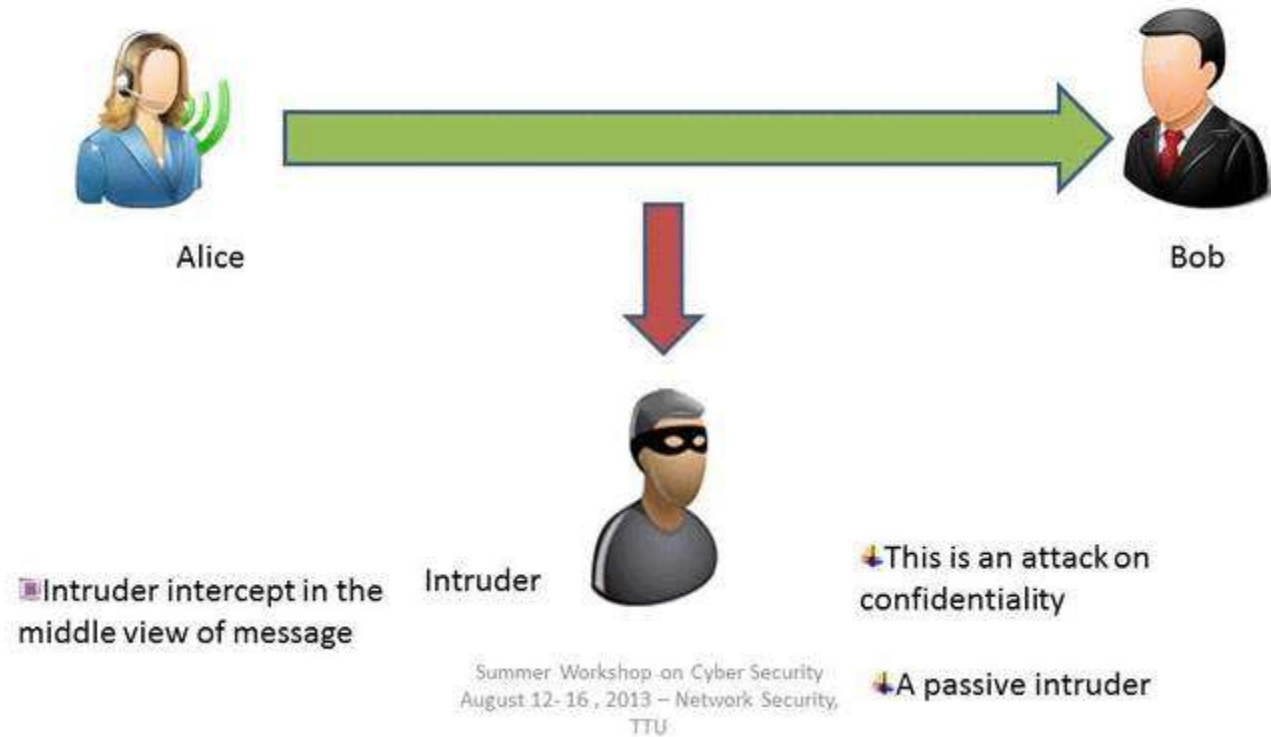 Alice
Bob
Intruder intercept in the
middle view of message
Intruder
This is an attack on
confidentiality
A passive intruder
Summer Workshop on Cyber Security
August 12- 16 , 2013 – Network Security,
TTU